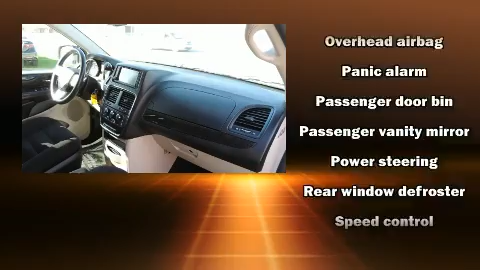 Overhead airbag
Panic alarm
Passenger door bin
Passenger vanity mirror
Power steering
Rear window defroster
Speed control